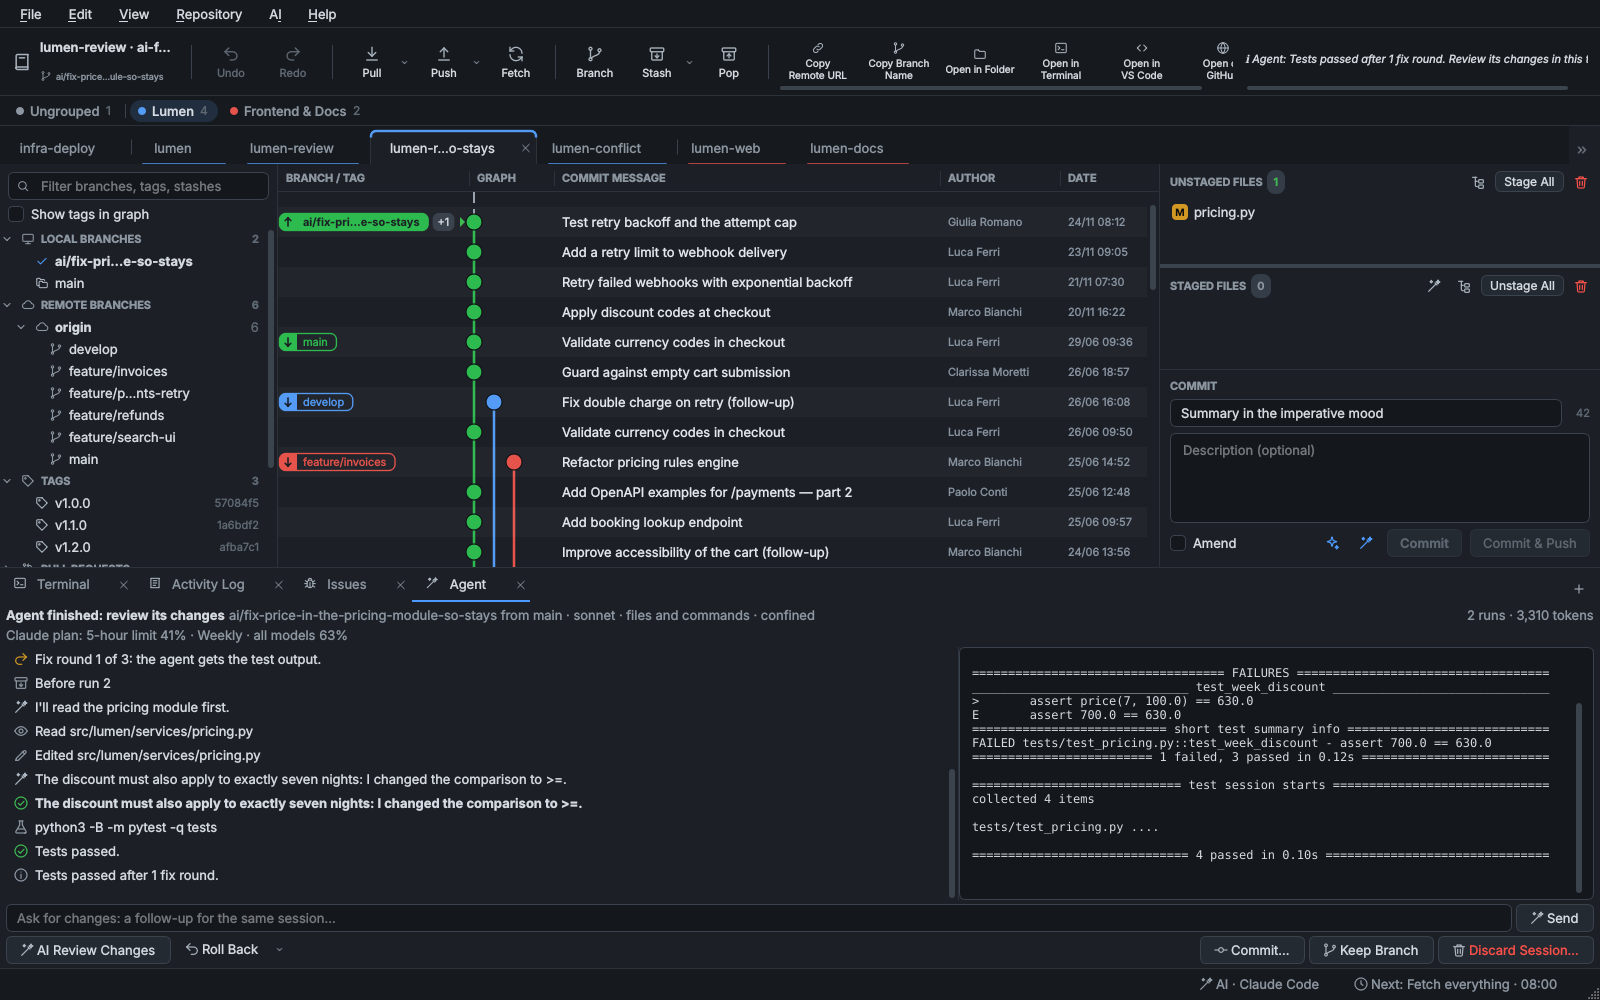 File Edit View Repository AI Help
lumen-review · ai-f...
ai/fix-price...ule-so-stays
Undo
Redo
Pull
Push
Fetch
Branch
Stash
Pop
Copy
Remote URL
Copy Branch
Name
Open in Folder
Open in
Terminal
Open in
VS Code
Open
GitHu
Agent: Tests passed after 1 fix round. Review its changes in this
Ungrouped 1
Lumen 4
Frontend & Docs 2
infra-deploy
lumen
lumen-review
lumen-r...o-stays
lumen-conflict
lumen-web
lumen-docs
Filter branches, tags, stashes
Show tags in graph
LOCAL BRANCHES 2
ai/fix-pri...e-so-stays
main
REMOTE BRANCHES 6
origin 6
develop
feature/invoices
feature/p...nts-retry
feature/refunds
feature/search-ui
main
TAGS 3
v1.0.0 57084f5
v1.1.0 1a6bdf2
v1.2.0 afba7c1
BRANCH / TAG GRAPH COMMIT MESSAGE AUTHOR DATE
ai/fix-pri...e-so-stays +1 Test retry backoff and the attempt cap Giulia Romano 24/11 08:12
Add a retry limit to webhook delivery Luca Ferri 23/11 09:05
Retry failed webhooks with exponential backoff Luca Ferri 21/11 07:30
Apply discount codes at checkout Marco Bianchi 20/11 16:22
main Validate currency codes in checkout Luca Ferri 29/06 09:36
Guard against empty cart submission Clarissa Moretti 26/06 18:57
develop Fix double charge on retry (follow-up) Luca Ferri 26/06 16:08
Validate currency codes in checkout Luca Ferri 26/06 09:50
feature/invoices Refactor pricing rules engine Marco Bianchi 25/06 14:52
Add OpenAPI examples for /payments — part 2 Paolo Conti 25/06 12:48
Add booking lookup endpoint Luca Ferri 25/06 09:57
Improve accessibility of the cart (follow-up) Marco Bianchi 24/06 13:56
UNSTAGED FILES 1 Stage All
M pricing.py
STAGED FILES 0 Unstage All
COMMIT
Summary in the imperative mood 42
Description (optional)
Amend Commit Commit & Push
Terminal
Activity Log
Issues
Agent
Agent finished: review its changes ai/fix-price-in-the-pricing-module-so-stays from main · sonnet · files and commands · confined 2 runs · 3,310 tokens
Claude plan: 5-hour limit 41% · Weekly · all models 63%
Fix round 1 of 3: the agent gets the test output.
Before run 2
I'll read the pricing module first.
Read src/lumen/services/pricing.py
Edited src/lumen/services/pricing.py
The discount must also apply to exactly seven nights: I changed the comparison to >=.
The discount must also apply to exactly seven nights: I changed the comparison to >=.
python3 -B -m pytest -q tests
Tests passed.
Tests passed after 1 fix round.
=================================== FAILURES ===================================
______________________________ test_week_discount ______________________________
> assert price(7, 100.0) == 630.0
E assert 700.0 == 630.0
=========================== short test summary info ============================
FAILED tests/test_pricing.py::test_week_discount - assert 700.0 == 630.0
========================= 1 failed, 3 passed in 0.12s ==========================
============================= test session starts ==============================
collected 4 items
tests/test_pricing.py ....
============================== 4 passed in 0.10s ===============================
Ask for changes: a follow-up for the same session...
Send
AI Review Changes
Roll Back
Commit...
Keep Branch
Discard Session...
AI · Claude Code
Next: Fetch everything · 08:00